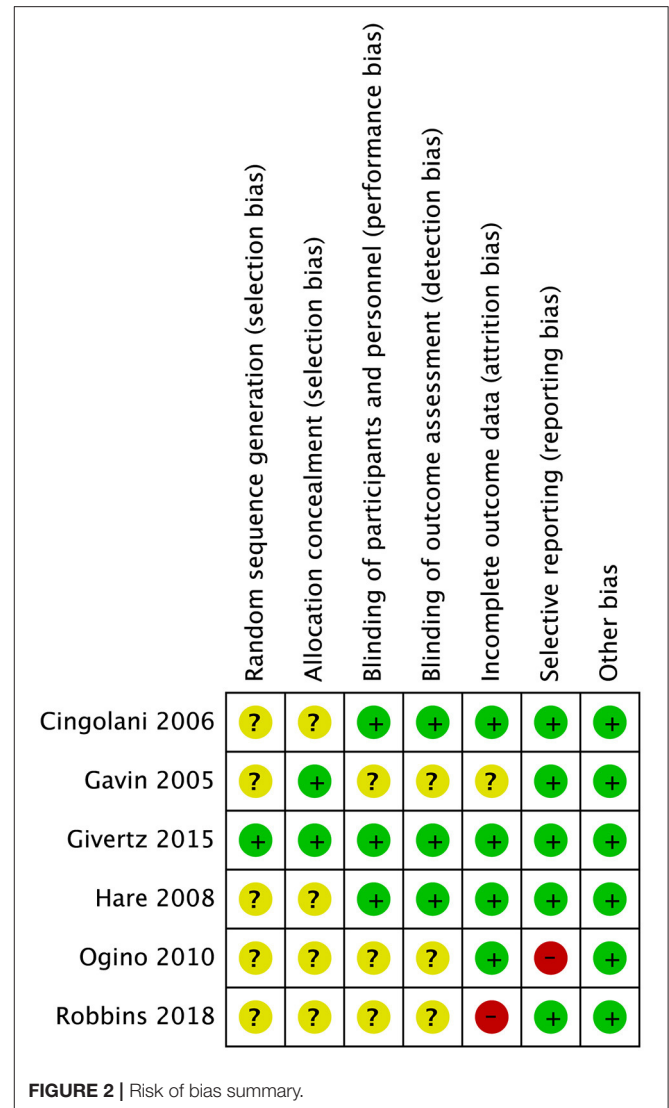 Random sequence generation (selection bias)
Allocation concealment (selection bias)
Blinding of participants and personnel (performance bias)
Blinding of outcome assessment (detection bias)
Incomplete outcome data (attrition bias)
Selective reporting (reporting bias)
Other bias
Cingolani 2006 ? ? + + + + +
Gavin 2005 ? + ? ? ? + +
Givertz 2015 + + + + + + +
Hare 2008 ? ? + + + + +
Ogino 2010 ? ? ? ? + - +
Robbins 2018 ? ? ? ? - + +
FIGURE 2 | Risk of bias summary.